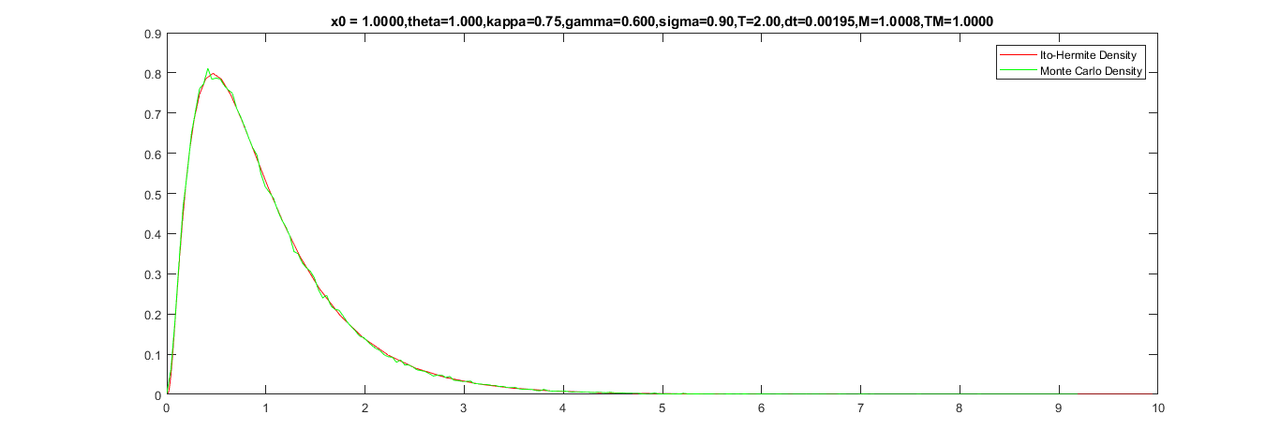 x0 = 1.0000,theta=1.000,kappa=0.75,gamma=0.600,sigma=0.90,T=2.00,dt=0.00195,M=1.0008,TM=1.0000
Ito-Hermite Density
Monte Carlo Density
0.9
0.8
0.7
0.6
0.5
0.4
0.3
0.2
0.1
0
0 1 2 3 4 5 6 7 8 9 10